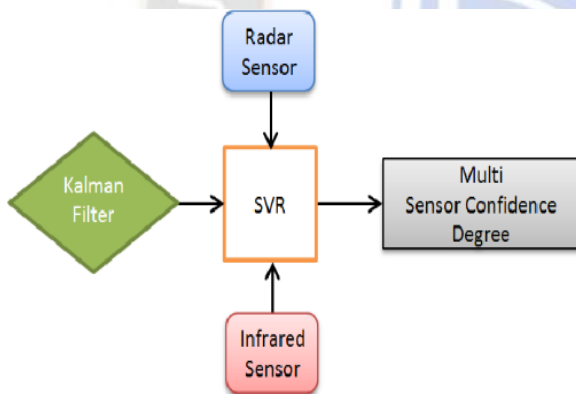 Radar
Sensor
Kalman
Filter
SVR
Multi
Sensor Confidence
Degree
Infrared
Sensor